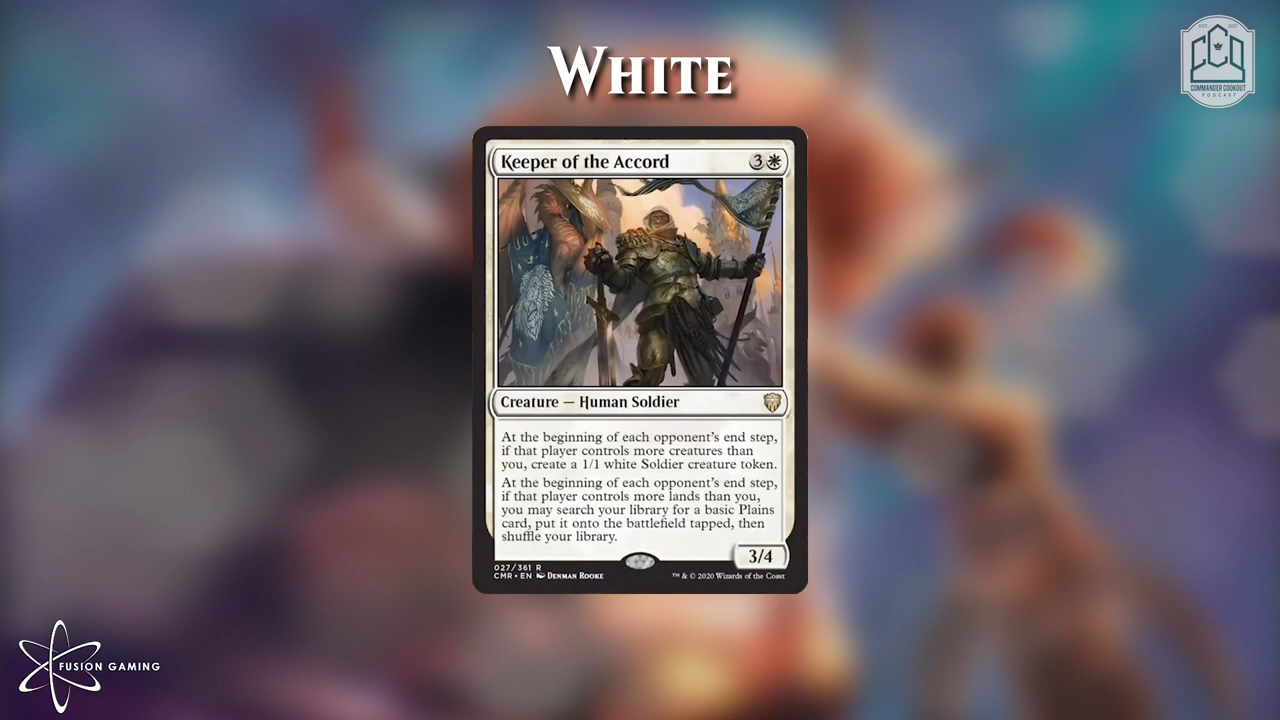 WHITE
COMMANDER COOKOUT
PODCAST
Keeper of the Accord 3
Creature — Human Soldier
At the beginning of each opponent's end step,
if that player controls more creatures than
you, create a 1/1 white Soldier creature token.
At the beginning of each opponent's end step,
if that player controls more lands than you,
you may search your library for a basic Plains
card, put it onto the battlefield tapped, then
shuffle your library.
3/4
027/361 R
CMR • EN DENMAN ROOKE
™ & © 2020 Wizards of the Coast
FUSION GAMING